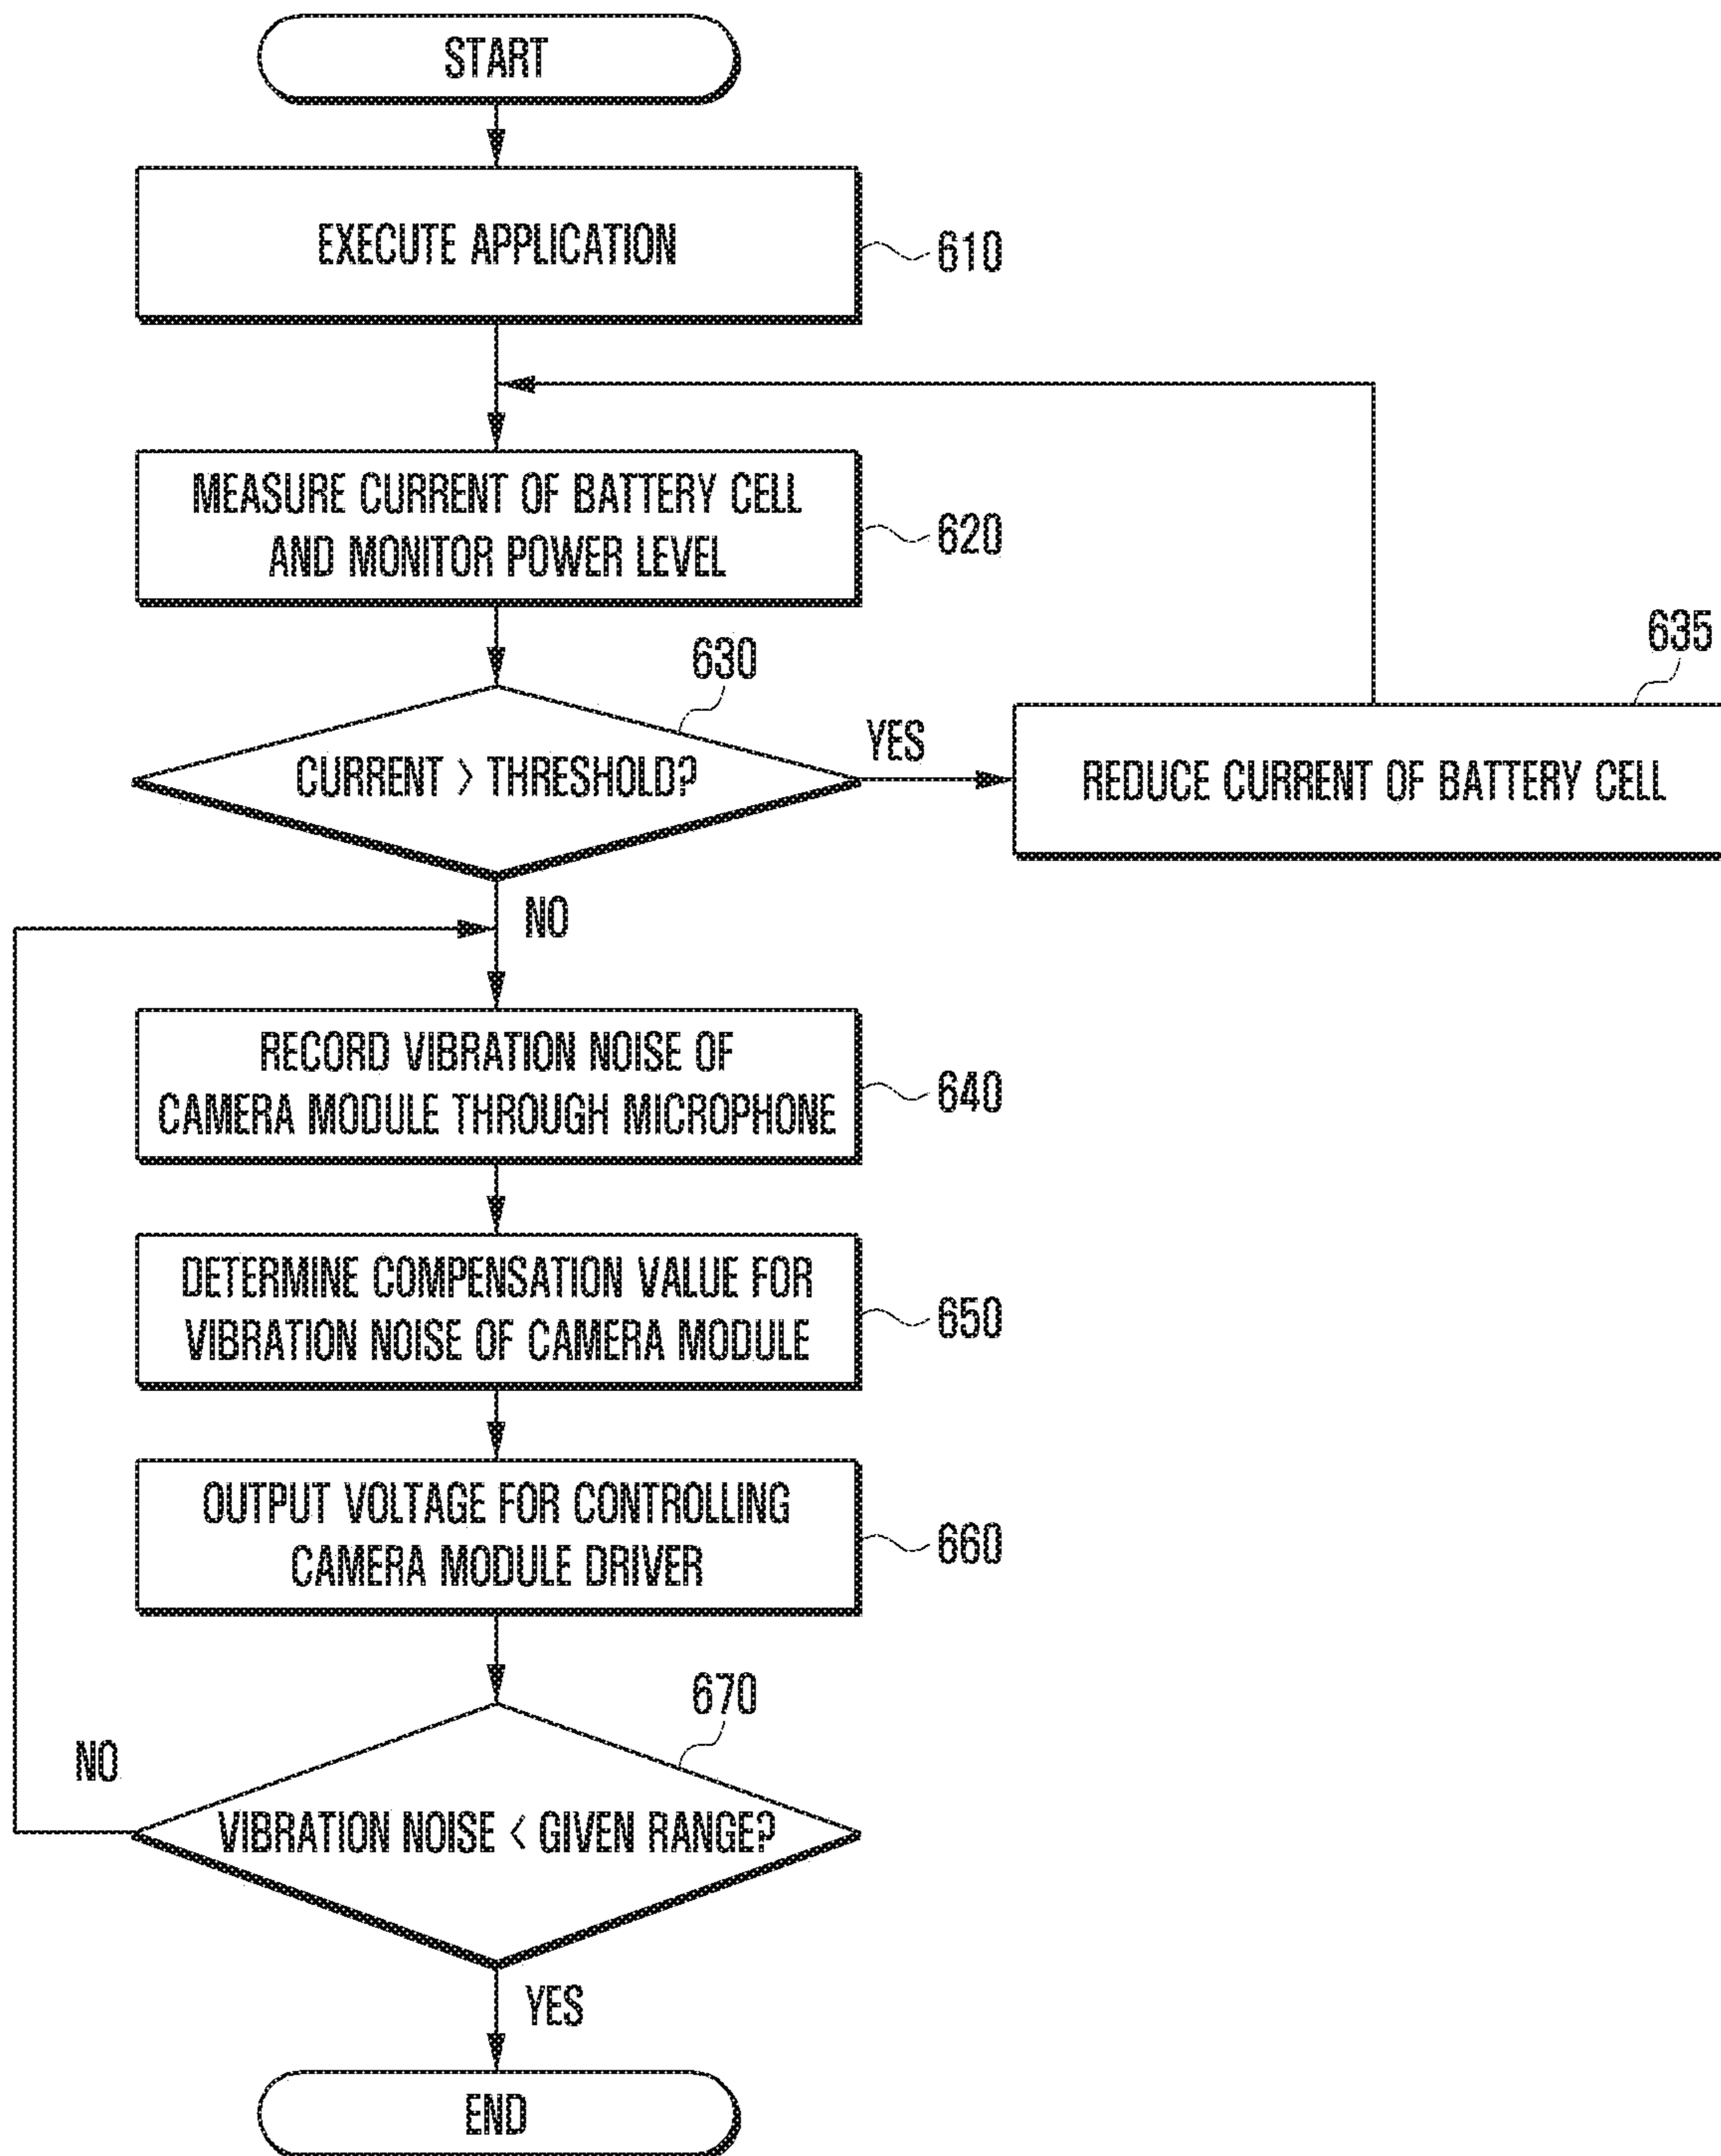 START
EXECUTE APPLICATION
610
MEASURE CURRENT OF BATTERY CELL
AND MONITOR POWER LEVEL
620
630
CURRENT > THRESHOLD?
YES
635
REDUCE CURRENT OF BATTERY CELL
NO
RECORD VIBRATION NOISE OF
CAMERA MODULE THROUGH MICROPHONE
640
DETERMINE COMPENSATION VALUE FOR
VIBRATION NOISE OF CAMERA MODULE
650
OUTPUT VOLTAGE FOR CONTROLLING
CAMERA MODULE DRIVER
660
670
NO
VIBRATION NOISE < GIVEN RANGE?
YES
END